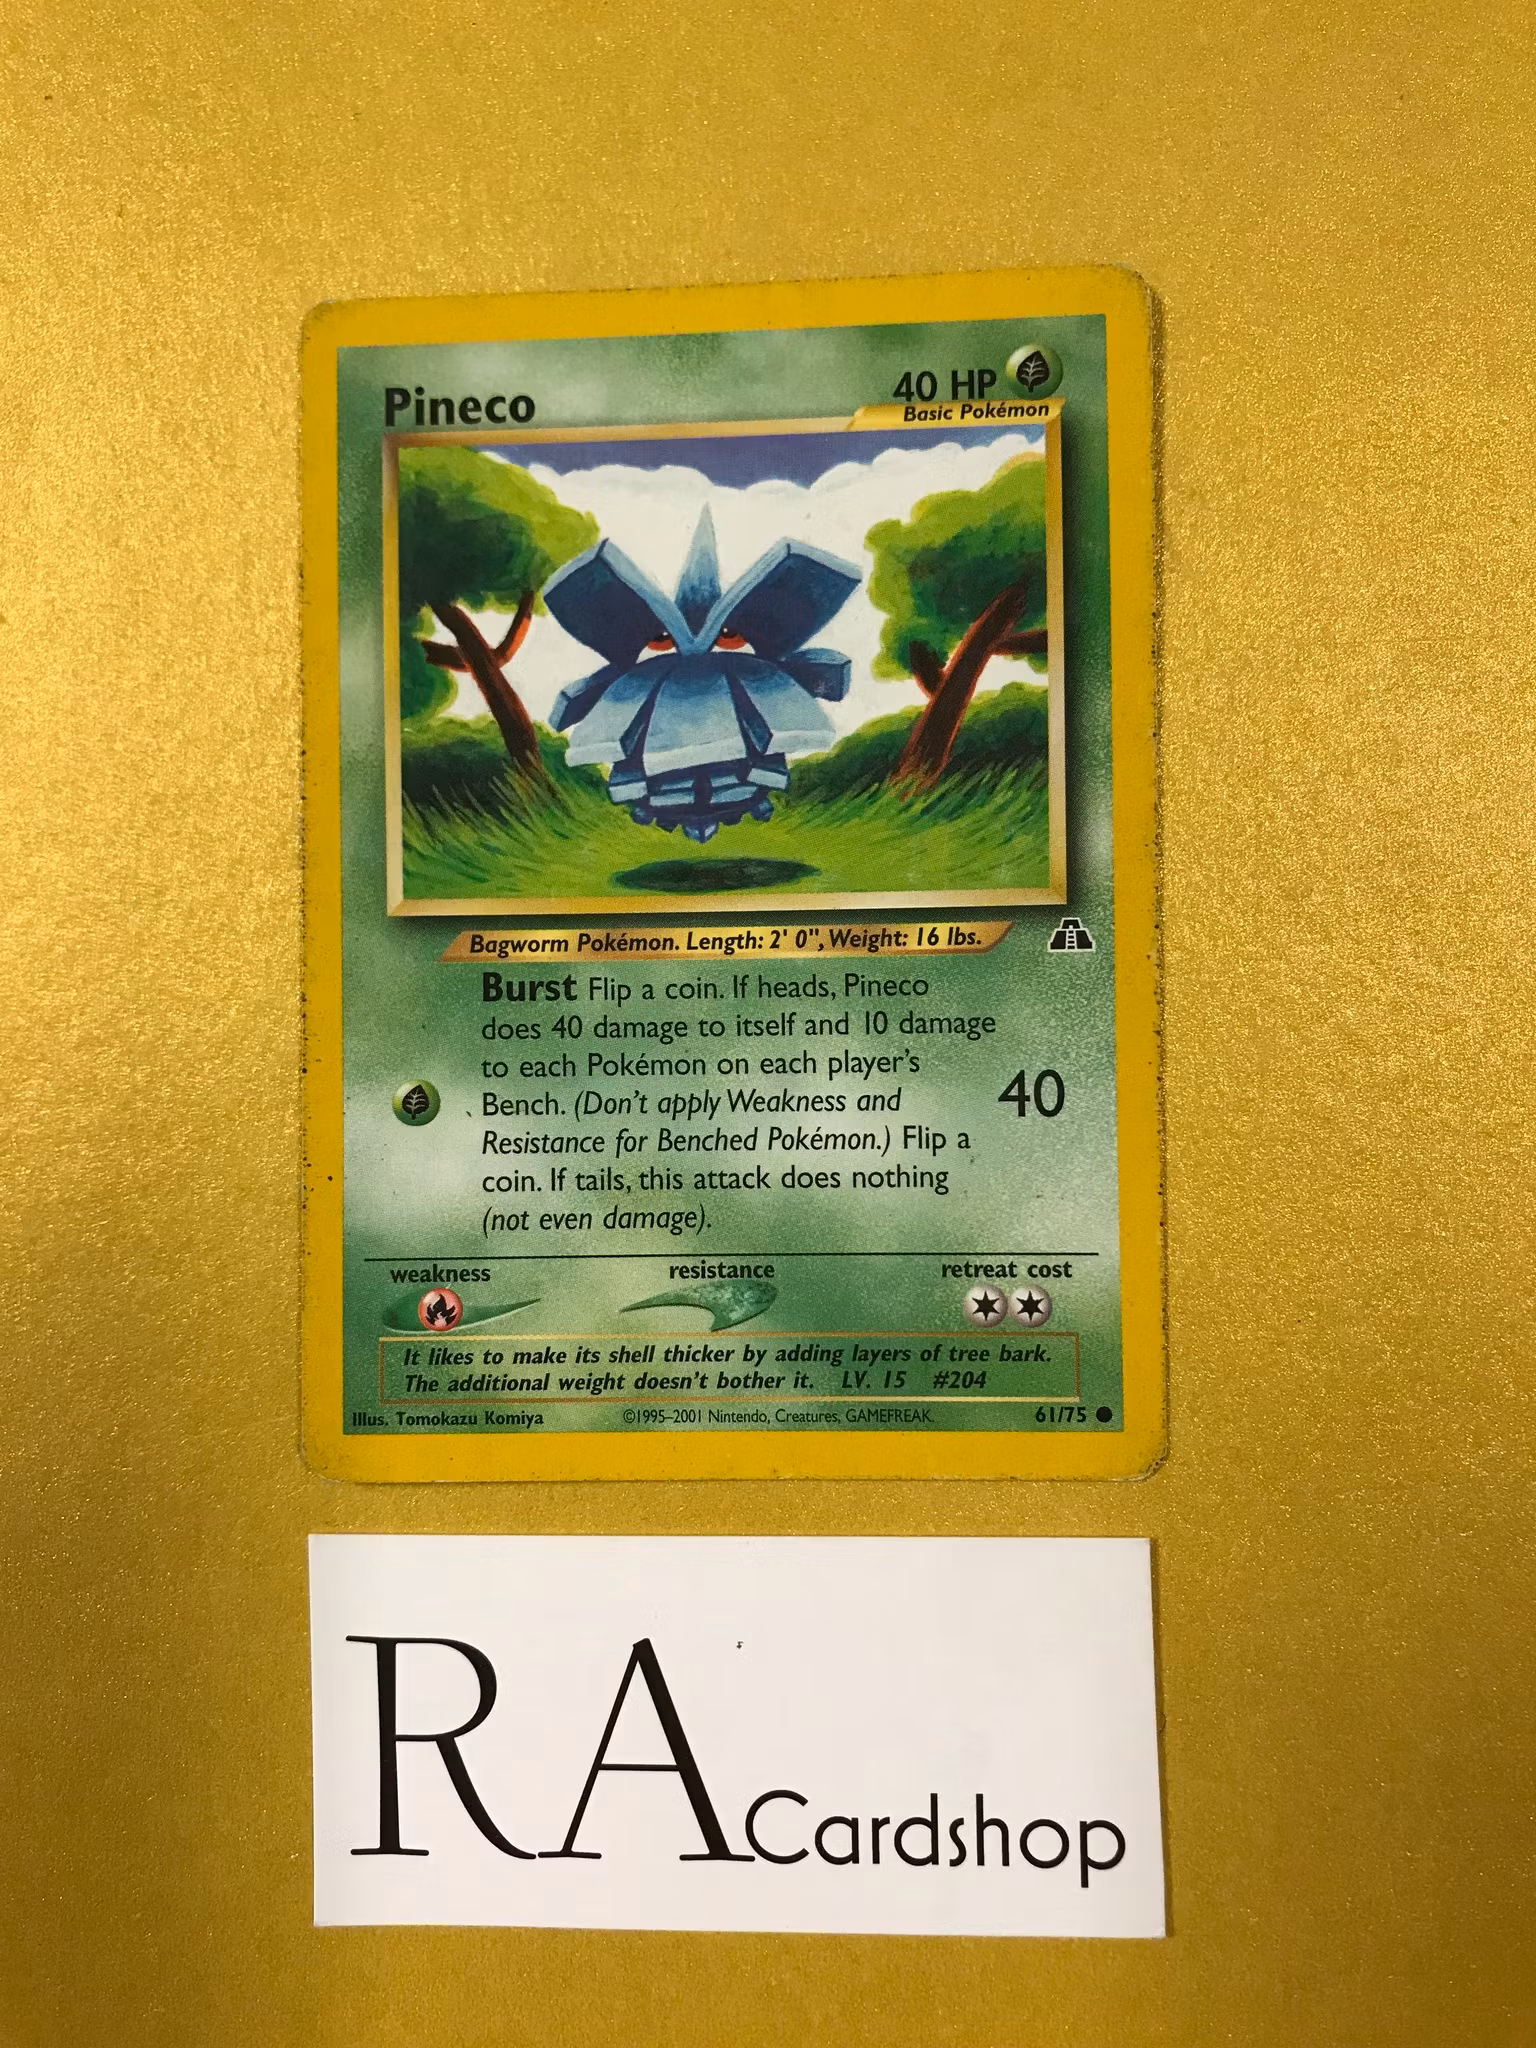 Pineco
40 HP
Basic Pokémon
Bagworm Pokémon. Length: 2' 0", Weight: 16 lbs.
Burst Flip a coin. If heads, Pineco
does 40 damage to itself and 10 damage
to each Pokémon on each player's
Bench. (Don't apply Weakness and
Resistance for Benched Pokémon.) Flip a
coin. If tails, this attack does nothing
(not even damage).
40
weakness
resistance
retreat cost
It likes to make its shell thicker by adding layers of tree bark.
The additional weight doesn't bother it. LV. 15 #204
Illus. Tomokazu Komiya
©1995–2001 Nintendo, Creatures, GAMEFREAK.
61/75
RA Cardshop